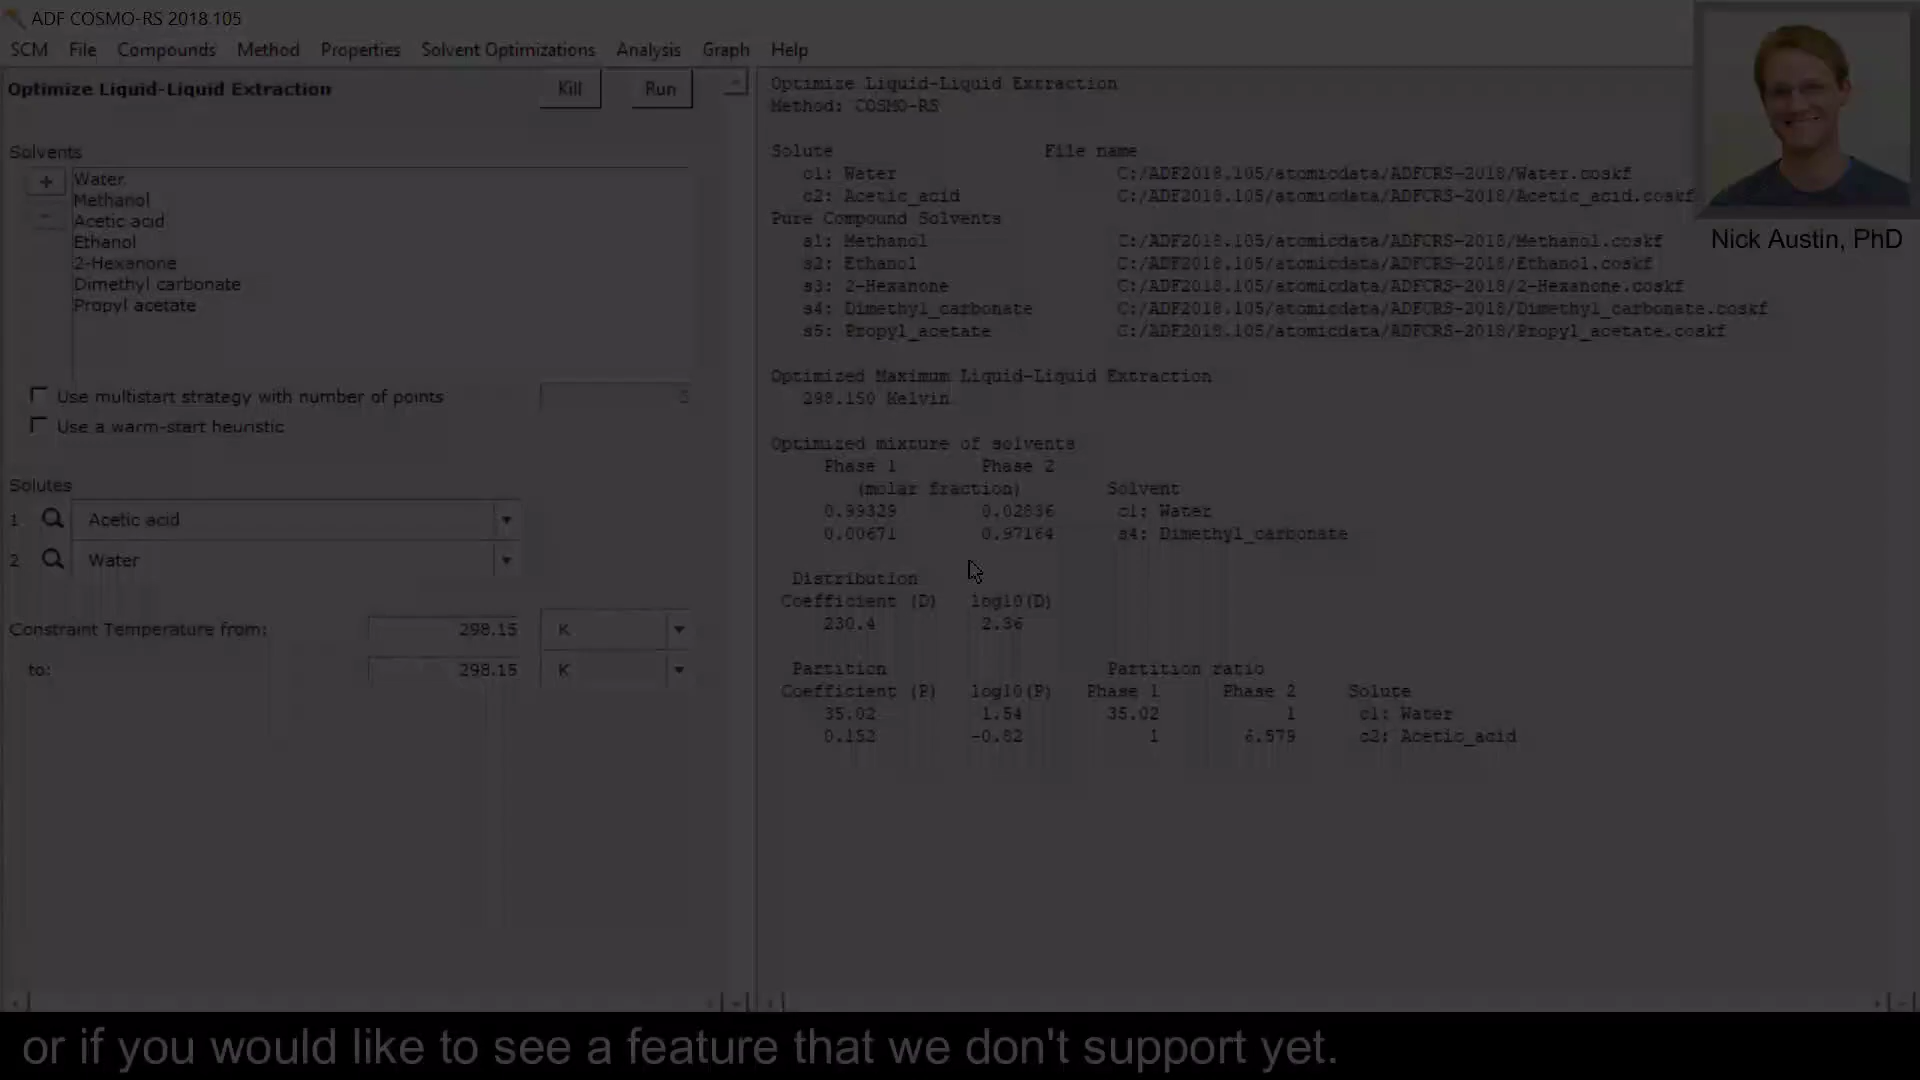 ADF COSMO-RS 2018.105
SCM File Compounds Method Properties Solvent Optimizations Analysis Graph Help
Optimize Liquid-Liquid Extraction Kill Run
Solvents
+ Water
Methanol
- Acetic acid
Ethanol
2-Hexanone
Dimethyl carbonate
Propyl acetate
Use multistart strategy with number of points 5
Use a warm-start heuristic
Solutes
1 Acetic acid
2 Water
Constraint Temperature from: 298.15 K
to: 298.15 K
Optimize Liquid-Liquid Extraction
Method: COSMO-RS
Solute File name
c1: Water C:/ADF2018.105/atomicdata/ADFCRS-2018/Water.coskf
c2: Acetic_acid C:/ADF2018.105/atomicdata/ADFCRS-2018/Acetic_acid.coskf
Pure Compound Solvents
s1: Methanol C:/ADF2018.105/atomicdata/ADFCRS-2018/Methanol.coskf
s2: Ethanol C:/ADF2018.105/atomicdata/ADFCRS-2018/Ethanol.coskf
s3: 2-Hexanone C:/ADF2018.105/atomicdata/ADFCRS-2018/2-Hexanone.coskf
s4: Dimethyl_carbonate C:/ADF2018.105/atomicdata/ADFCRS-2018/Dimethyl_carbonate.coskf
s5: Propyl_acetate C:/ADF2018.105/atomicdata/ADFCRS-2018/Propyl_acetate.coskf
Optimized Maximum Liquid-Liquid Extraction
298.150 Kelvin
Optimized mixture of solvents
Phase 1 Phase 2
(molar fraction) Solvent
0.99329 0.02836 c1: Water
0.00671 0.97164 s4: Dimethyl_carbonate
Distribution
Coefficient (D) log10(D)
230.4 2.36
Partition Partition ratio
Coefficient (P) log10(P) Phase 1 Phase 2 Solute
35.02 1.54 35.02 1 c1: Water
0.152 -0.82 1 6.579 c2: Acetic_acid
Nick Austin, PhD
or if you would like to see a feature that we don't support yet.